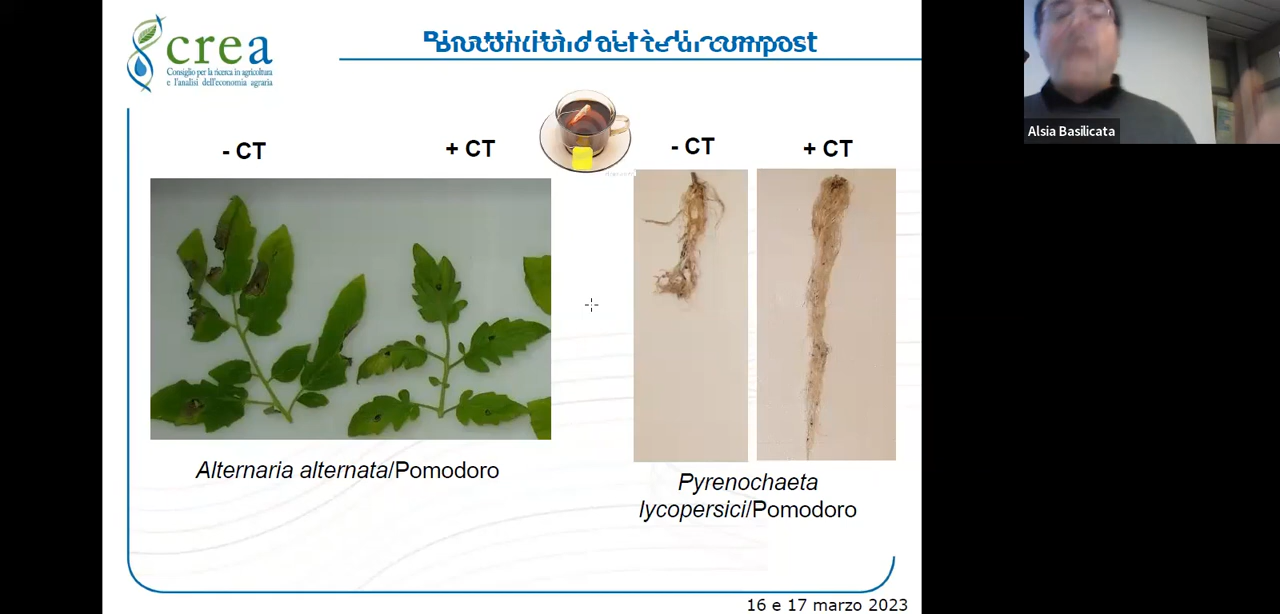 crea
Consiglio per la ricerca in agricoltura
e l'analisi dell'economia agraria
compost
- CT
+ CT
- CT
+ CT
Alsia Basilicata
Alternaria alternata/Pomodoro
Pyrenochaeta
lycopersici/Pomodoro
16 e 17 marzo 2023